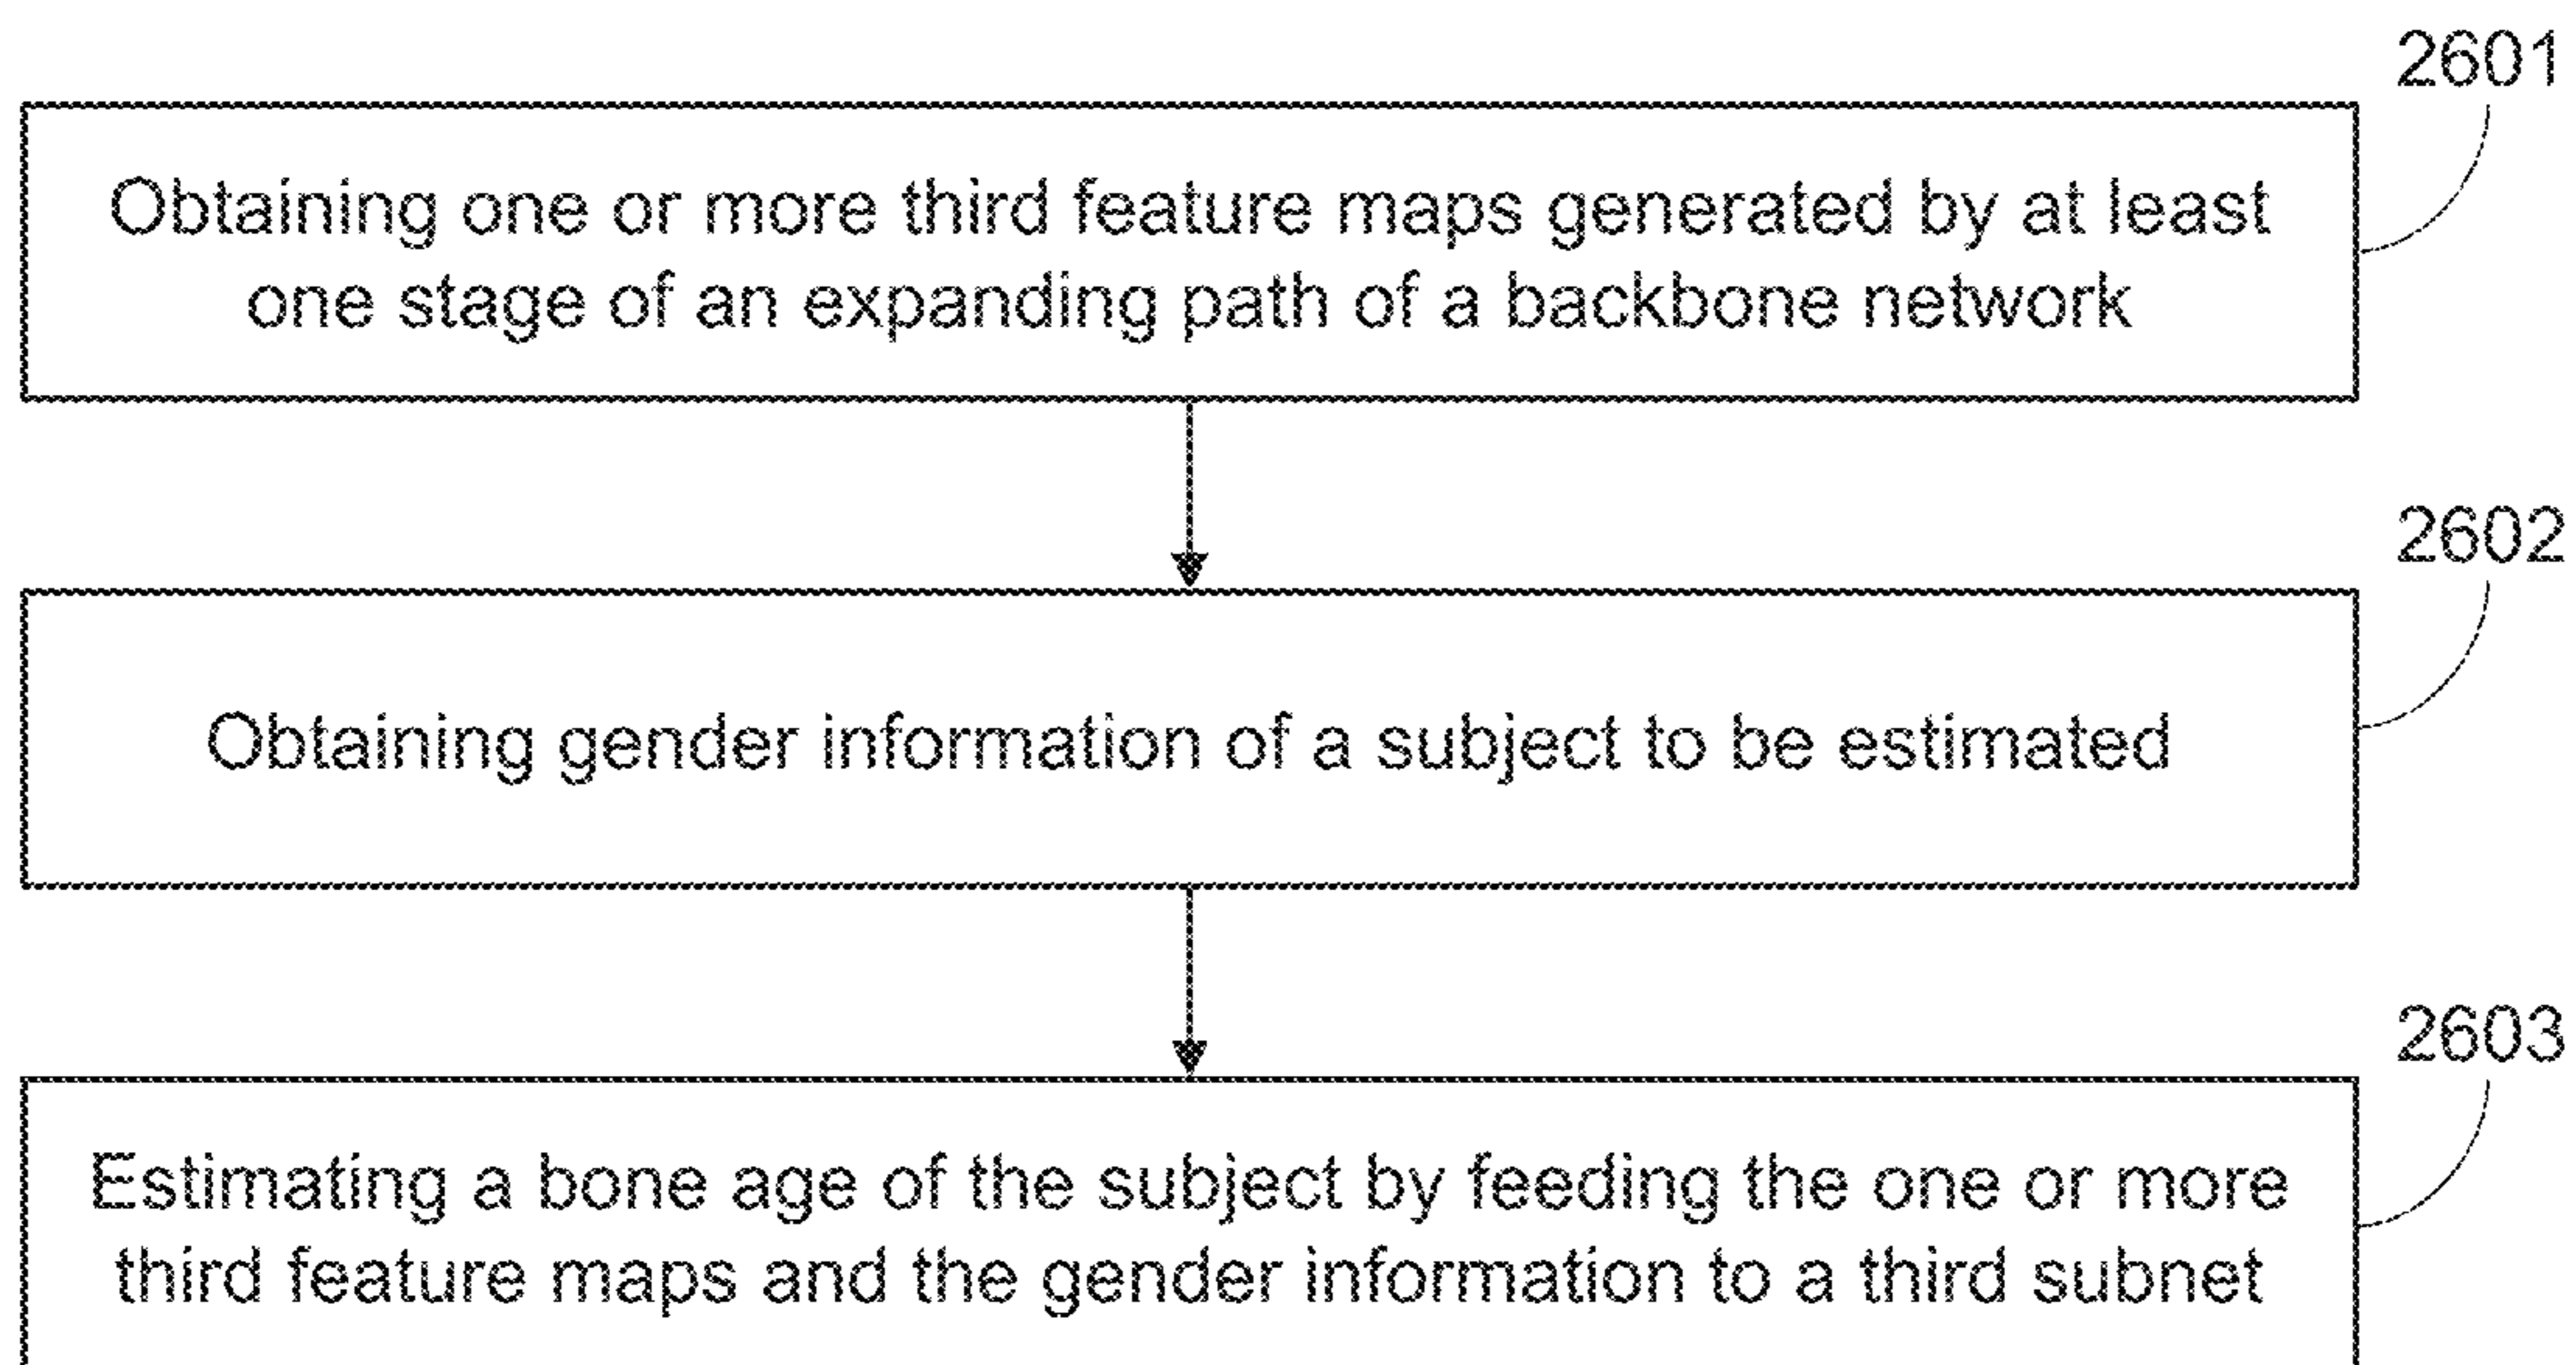 2601
Obtaining one or more third feature maps generated by at least
one stage of an expanding path of a backbone network
2602
Obtaining gender information of a subject to be estimated
2603
Estimating a bone age of the subject by feeding the one or more
third feature maps and the gender information to a third subnet